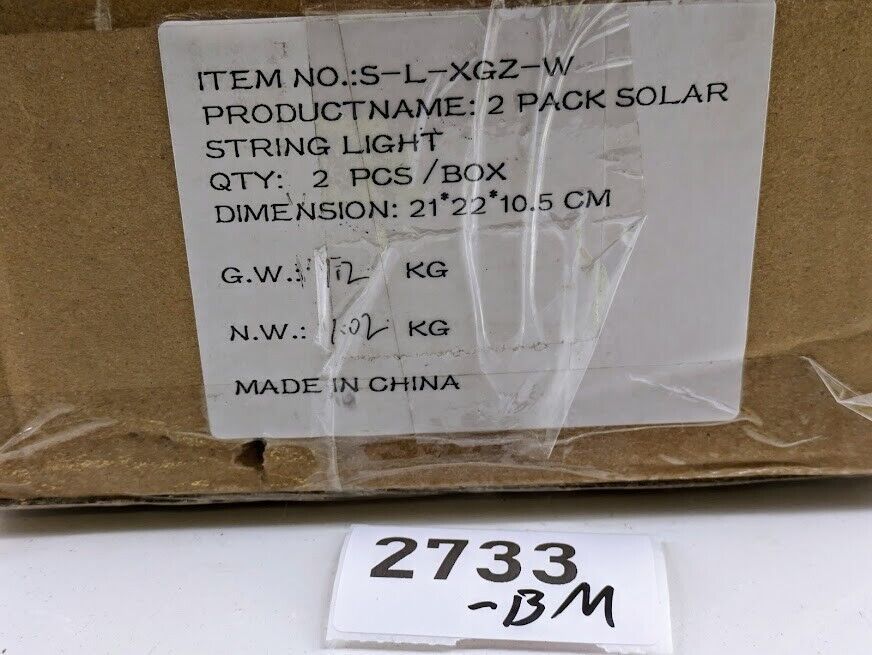 ITEM NO.:S-L-XGZ-W
PRODUCTNAME: 2 PACK SOLAR
STRING LIGHT
QTY: 2 PCS /BOX
DIMENSION: 21*22*10.5 CM
G.W.: KG
N.W.: 1.02 KG
MADE IN CHINA
2733
-BM